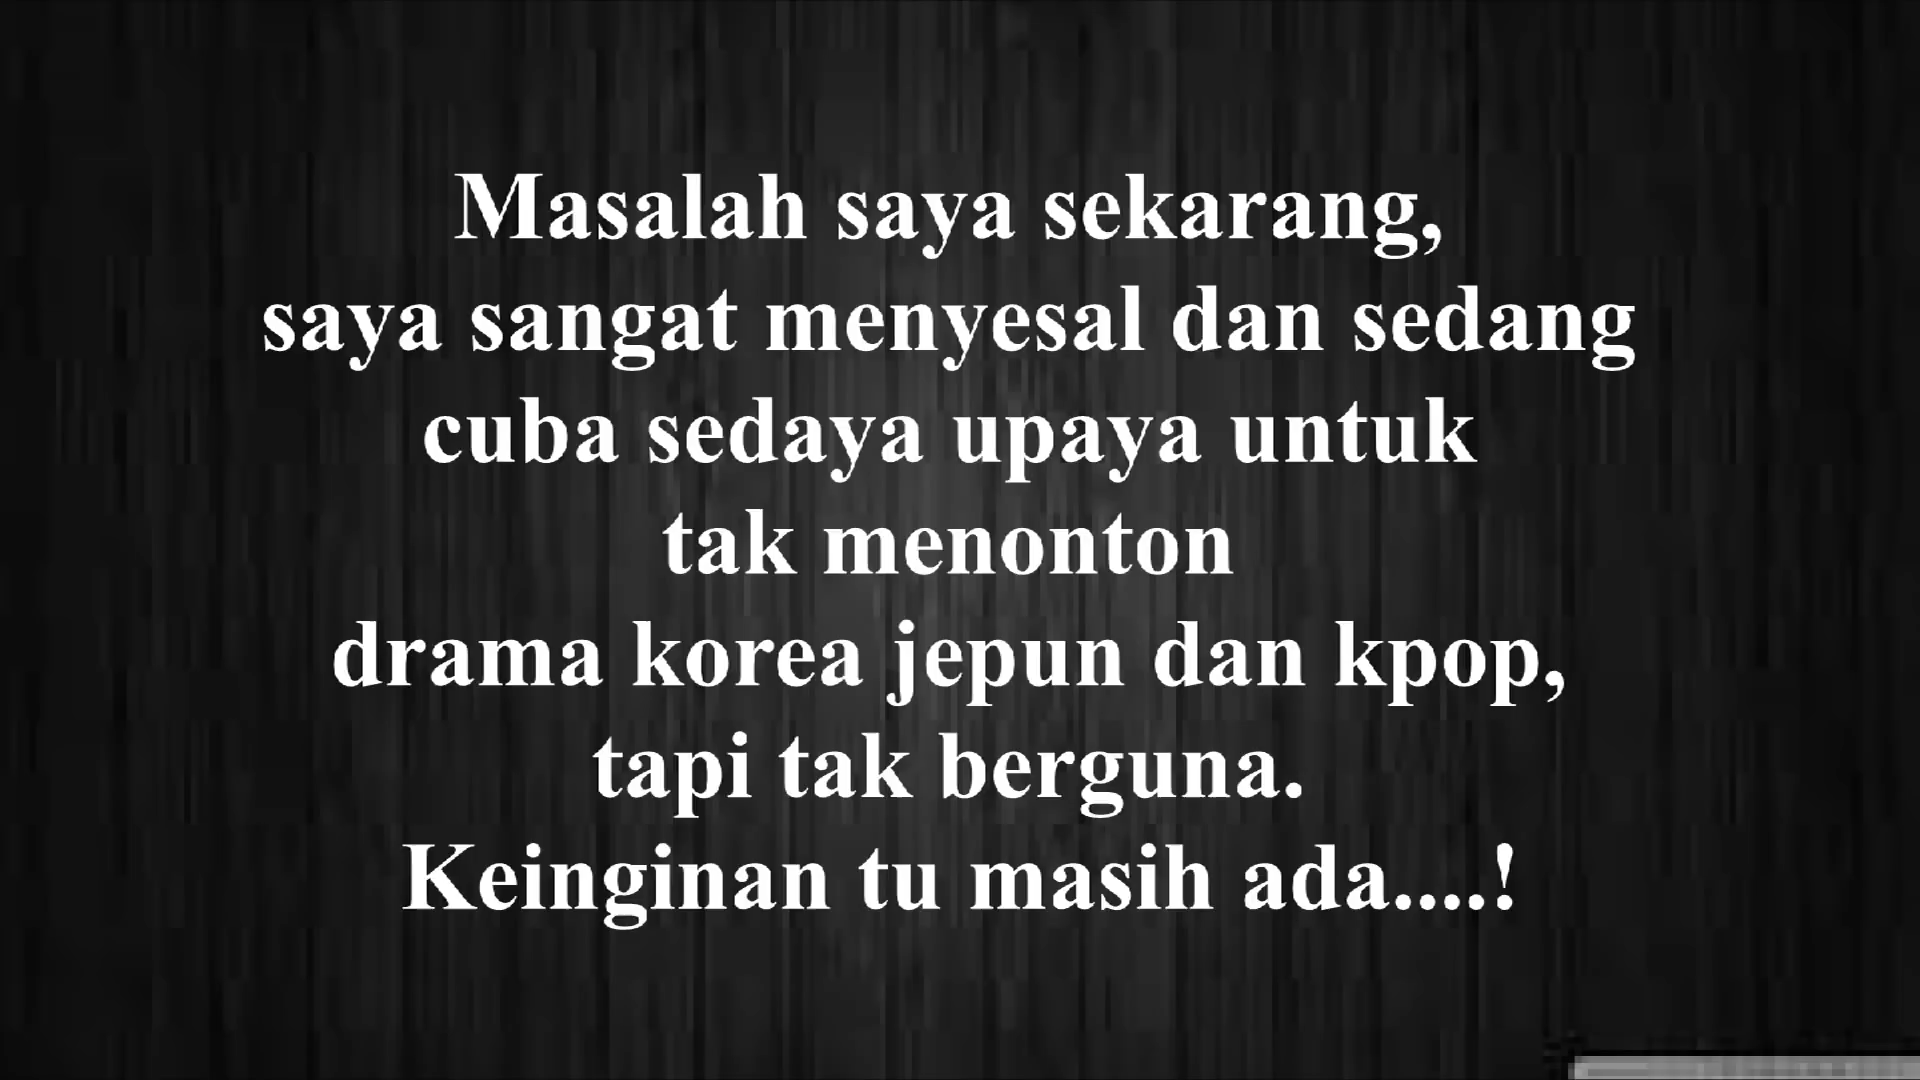 Masalah saya sekarang,
saya sangat menyesal dan sedang
cuba sedaya upaya untuk
tak menonton
drama korea jepun dan kpop,
tapi tak berguna.
Keinginan tu masih ada....!